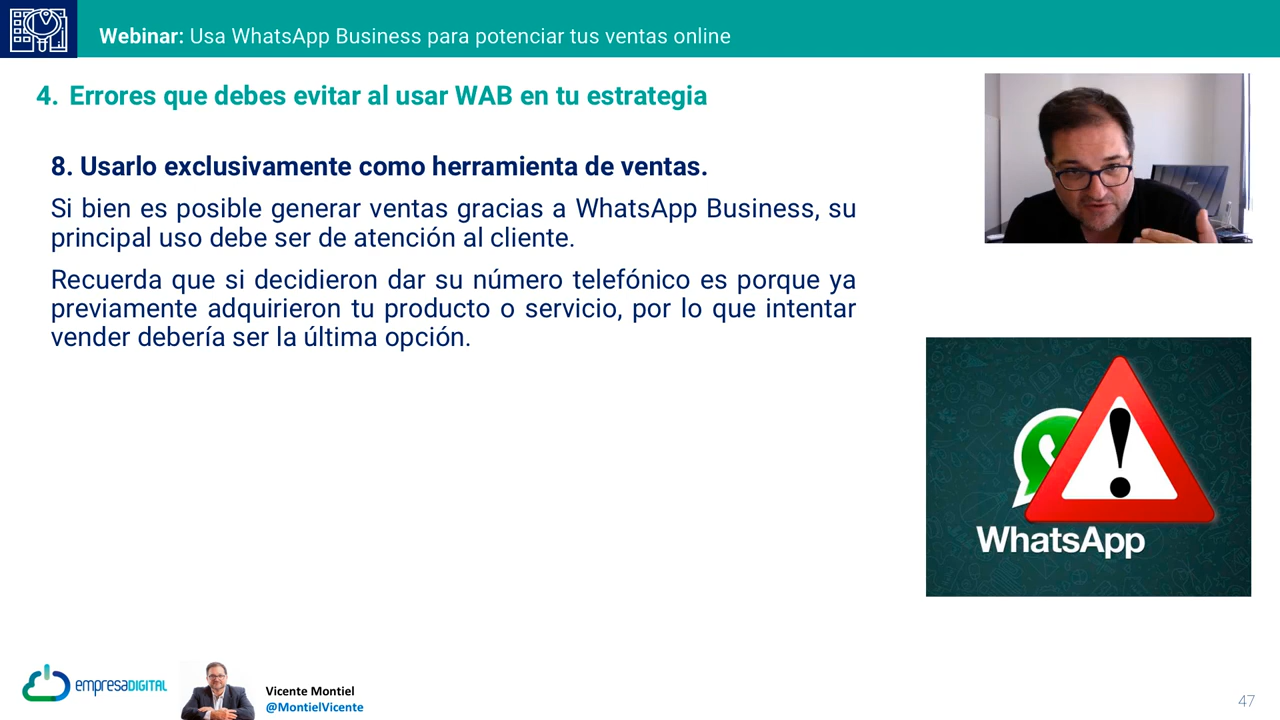 Webinar: Usa WhatsApp Business para potenciar tus ventas online
4. Errores que debes evitar al usar WAB en tu estrategia
8. Usarlo exclusivamente como herramienta de ventas.
Si bien es posible generar ventas gracias a WhatsApp Business, su
principal uso debe ser de atención al cliente.
Recuerda que si decidieron dar su número telefónico es porque ya
previamente adquirieron tu producto o servicio, por lo que intentar
vender debería ser la última opción.
!
WhatsApp
empresaDIGITAL
Vicente Montiel
@MontielVicente
47